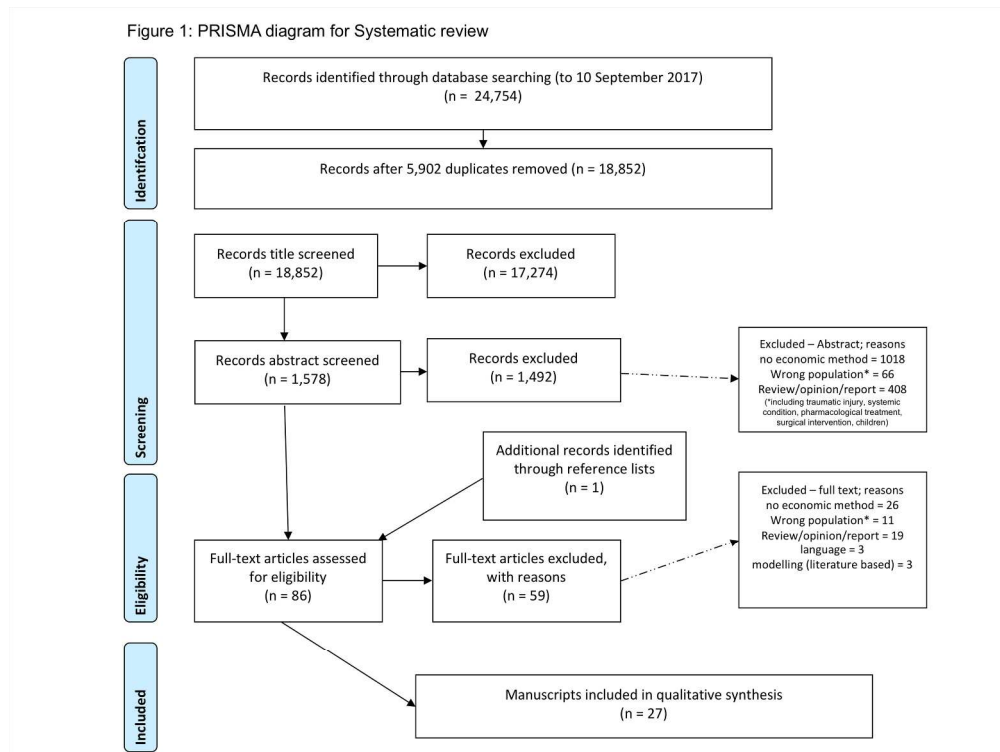 Figure 1: PRISMA diagram for Systematic review
Identifcation
Records identified through database searching (to 10 September 2017)
(n = 24,754)
Records after 5,902 duplicates removed (n = 18,852)
Screening
Records title screened
(n = 18,852)
Records excluded
(n = 17,274)
Records abstract screened
(n = 1,578)
Records excluded
(n = 1,492)
Excluded – Abstract; reasons
no economic method = 1018
Wrong population* = 66
Review/opinion/report = 408
(*including traumatic injury, systemic
condition, pharmacological treatment,
surgical intervention, children)
Additional records identified
through reference lists
(n = 1)
Eligibility
Full-text articles assessed
for eligibility
(n = 86)
Full-text articles excluded,
with reasons
(n = 59)
Excluded – full text; reasons
no economic method = 26
Wrong population* = 11
Review/opinion/report = 19
language = 3
modelling (literature based) = 3
Included
Manuscripts included in qualitative synthesis
(n = 27)